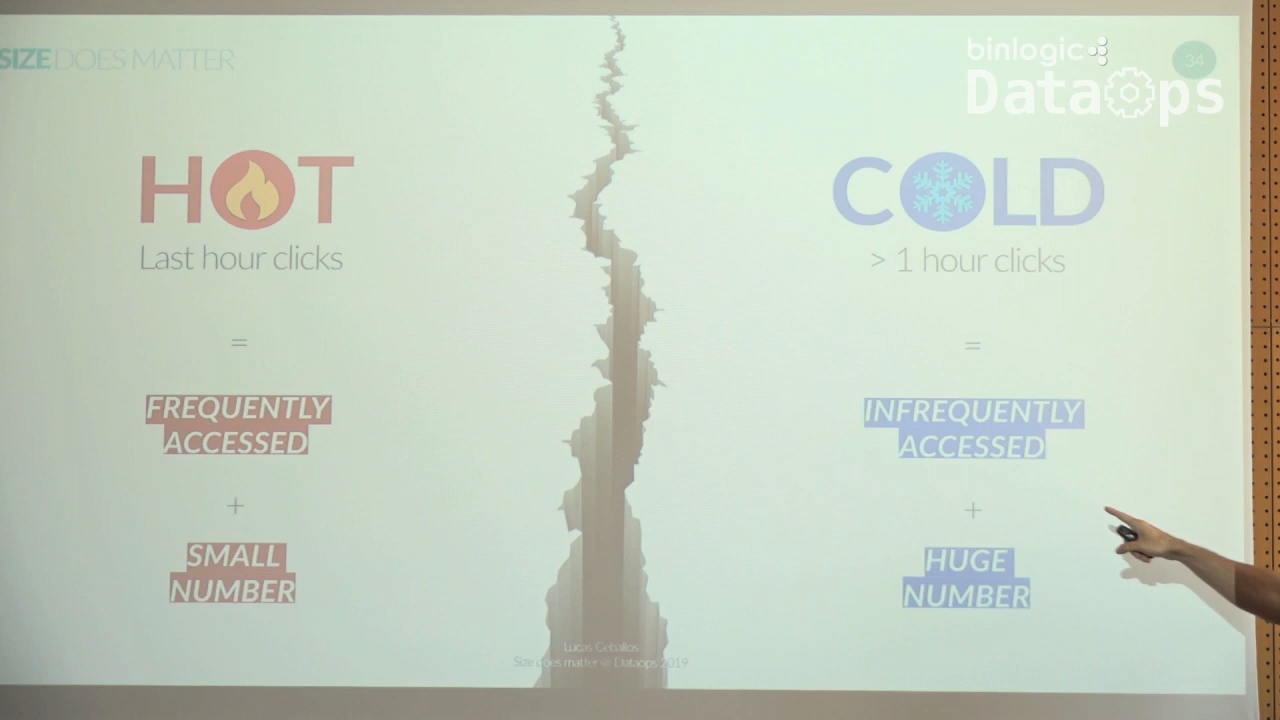 SIZE DOES MATTER
binlogic
DataOps
34
HOT
Last hour clicks
=
FREQUENTLY
ACCESSED
+
SMALL
NUMBER
COLD
> 1 hour clicks
=
INFREQUENTLY
ACCESSED
+
HUGE
NUMBER
Lucas Ceballos
Size does matter @ Dataops 2019